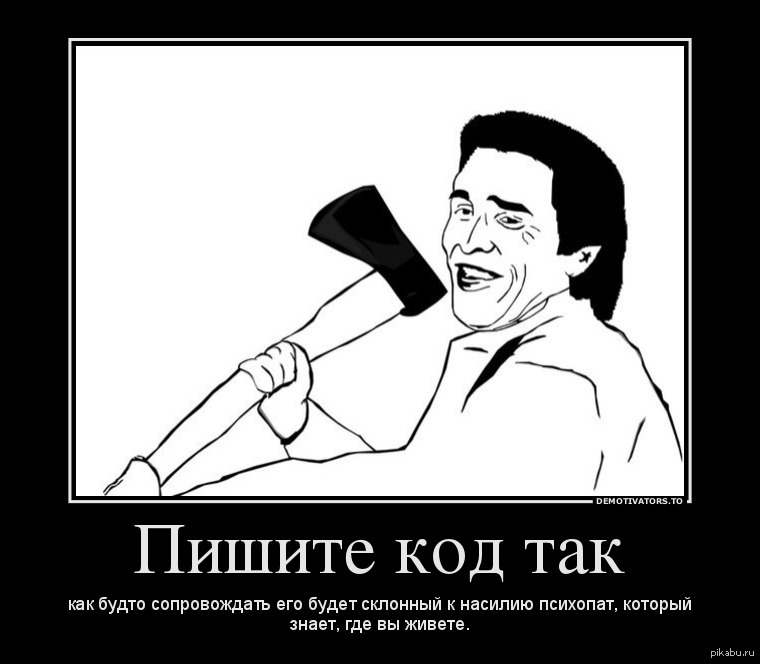 DEMOTIVATORS.TO
Пишите код так
как будто сопровождать его будет склонный к насилию психопат, который
знает, где вы живете.
pikabu.ru